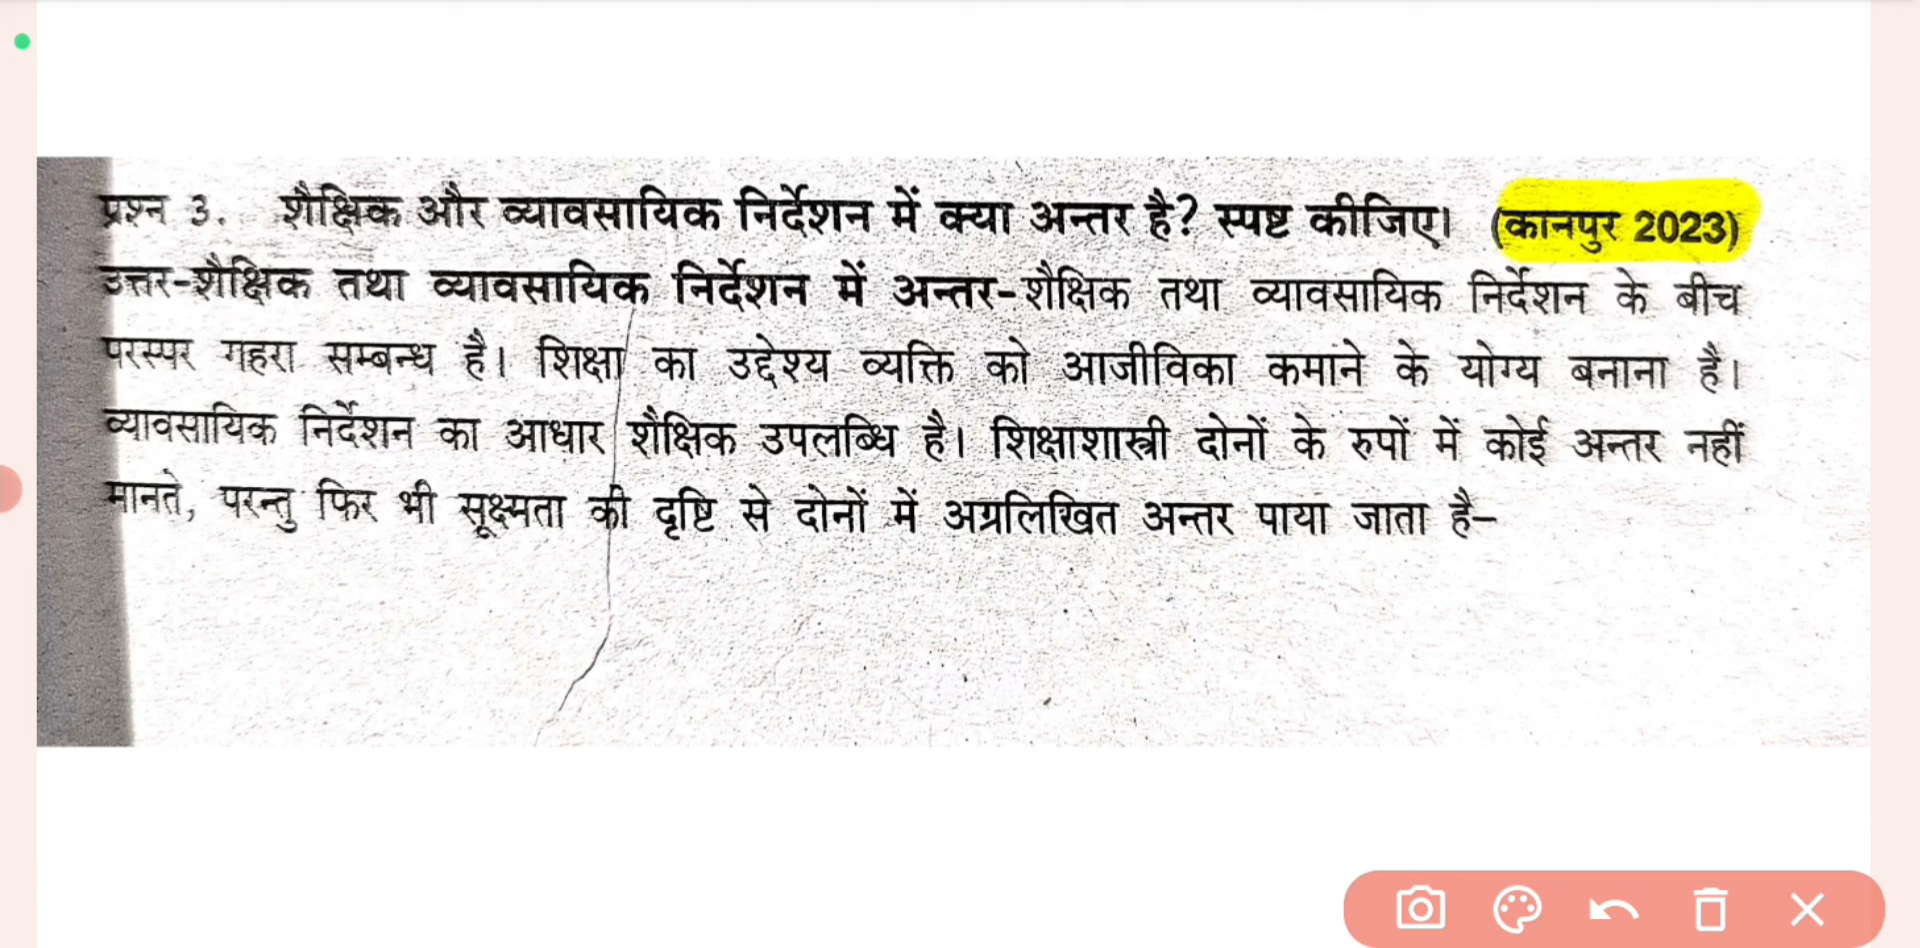 प्रश्न 3. शैक्षिक और व्यावसायिक निर्देशन में क्या अन्तर है? स्पष्ट कीजिए। (कानपुर 2023)
उत्तर-शैक्षिक तथा व्यावसायिक निर्देशन में अन्तर-शैक्षिक तथा व्यावसायिक निर्देशन के बीच
परस्पर गहरा सम्बन्ध है। शिक्षा का उद्देश्य व्यक्ति को आजीविका कमाने के योग्य बनाना है।
व्यावसायिक निर्देशन का आधार शैक्षिक उपलब्धि है। शिक्षाशास्त्री दोनों के रुपों में कोई अन्तर नहीं
मानते, परन्तु फिर भी सूक्ष्मता की दृष्टि से दोनों में अग्रलिखित अन्तर पाया जाता है–